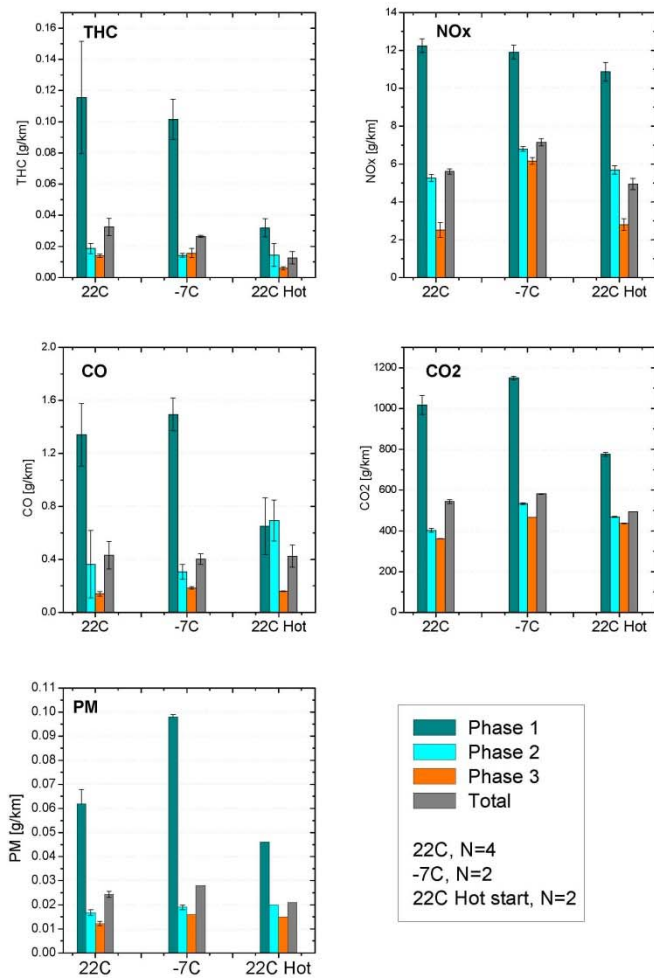 THC
THC [g/km]
0.16
0.14
0.12
0.10
0.08
0.06
0.04
0.02
0.00
22C -7C 22C Hot
NOx
NOx [g/km]
14
12
10
8
6
4
2
0
22C -7C 22C Hot
CO
CO [g/km]
2.0
1.6
1.2
0.8
0.4
0.0
22C -7C 22C Hot
CO2
CO2 [g/km]
1200
1000
800
600
400
200
0
22C -7C 22C Hot
PM
PM [g/km]
0.11
0.10
0.09
0.08
0.07
0.06
0.05
0.04
0.03
0.02
0.01
0.00
22C -7C 22C Hot
Phase 1
Phase 2
Phase 3
Total
22C, N=4
-7C, N=2
22C Hot start, N=2